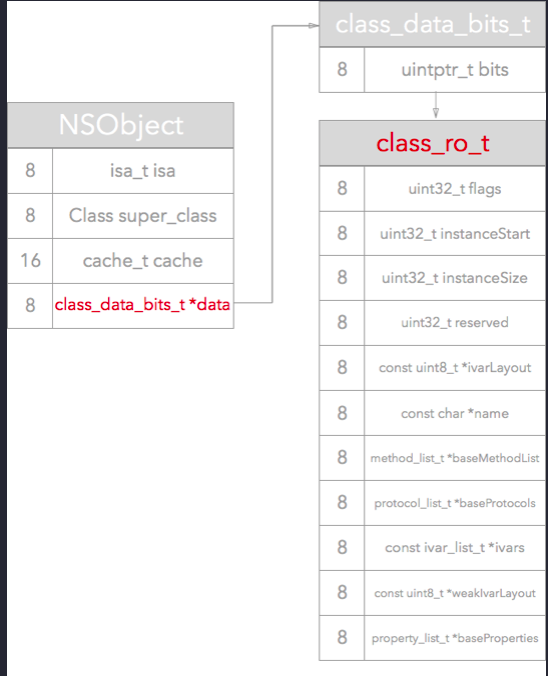 NSObject
8 isa_t isa
8 Class super_class
16 cache_t cache
8 class_data_bits_t *data
class_data_bits_t
8 uintptr_t bits
class_ro_t
8 uint32_t flags
8 uint32_t instanceStart
8 uint32_t instanceSize
8 uint32_t reserved
8 const uint8_t *ivarLayout
8 const char *name
8 method_list_t *baseMethodList
8 protocol_list_t *baseProtocols
8 const ivar_list_t *ivars
8 const uint8_t *weakIvarLayout
8 property_list_t *baseProperties